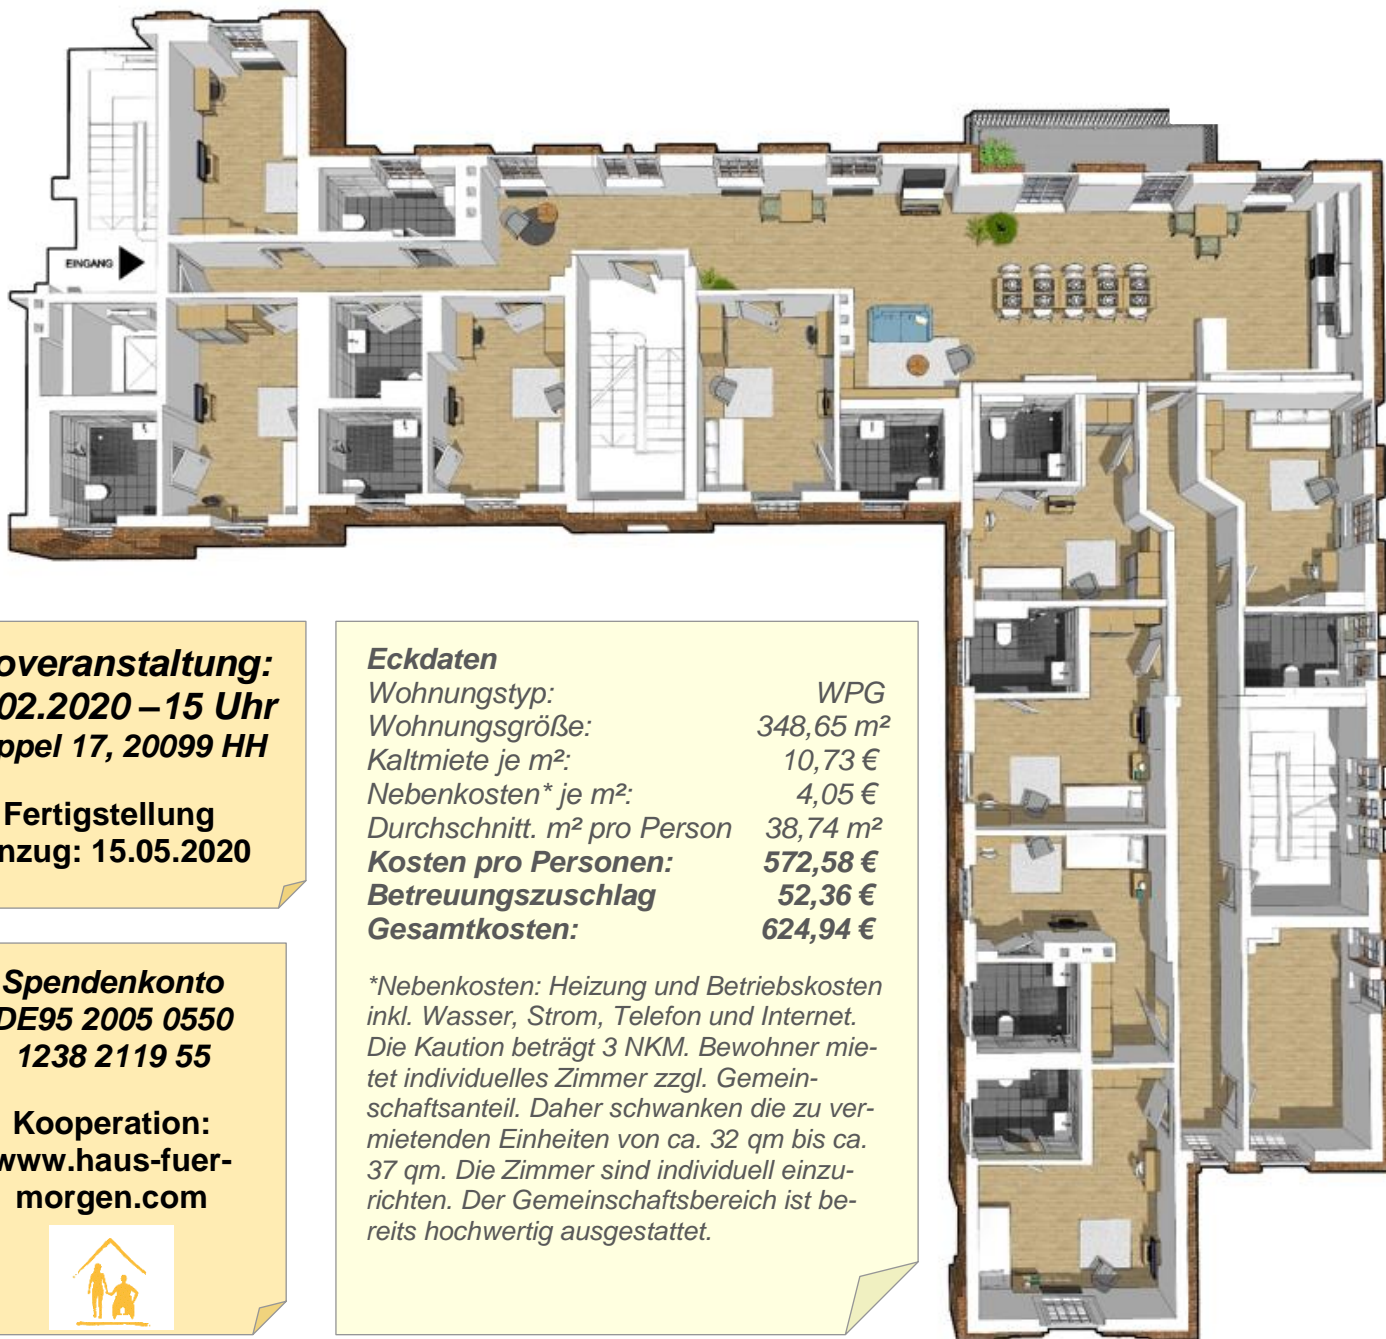 EINGANG
overanstaltung:
02.2020 – 15 Uhr
ppel 17, 20099 HH
Fertigstellung
nzug: 15.05.2020
Spendenkonto
DE95 2005 0550
1238 2119 55
Kooperation:
www.haus-fuer-
morgen.com
Eckdaten
Wohnungstyp: WPG
Wohnungsgröße: 348,65 m²
Kaltmiete je m²: 10,73 €
Nebenkosten* je m²: 4,05 €
Durchschnitt. m² pro Person 38,74 m²
Kosten pro Personen: 572,58 €
Betreuungszuschlag 52,36 €
Gesamtkosten: 624,94 €
*Nebenkosten: Heizung und Betriebskosten
inkl. Wasser, Strom, Telefon und Internet.
Die Kaution beträgt 3 NKM. Bewohner mie-
tet individuelles Zimmer zzgl. Gemein-
schaftsanteil. Daher schwanken die zu ver-
mietenden Einheiten von ca. 32 qm bis ca.
37 qm. Die Zimmer sind individuell einzu-
richten. Der Gemeinschaftsbereich ist be-
reits hochwertig ausgestattet.